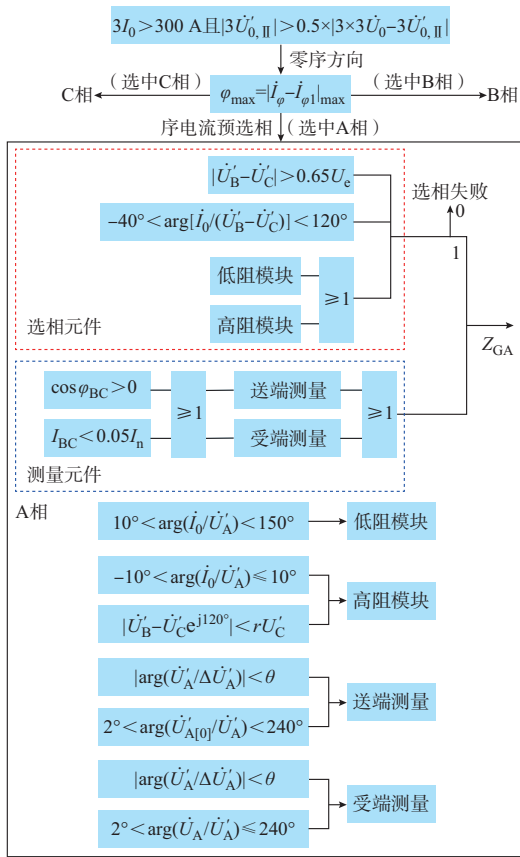 3I₀>300 A且|3U̇′₀,Ⅱ|>0.5×|3×3U̇₀−3U̇′₀,Ⅱ|
零序方向
(选中C相)
(选中B相)
C相
φmax=|İφ−İφ1|max
B相
序电流预选相
(选中A相)
|U̇′B−U̇′C|>0.65Ue
选相失败
0
−40°<arg[İ₀/(U̇′B−U̇′C)]<120°
1
低阻模块
≥1
高阻模块
选相元件
ZGA
cosφBC>0
≥1
送端测量
≥1
IBC<0.05In
受端测量
测量元件
A相
10°<arg(İ₀/U̇′A)<150°
低阻模块
−10°<arg(İ₀/U̇′A)≤10°
高阻模块
|U̇′B−U̇′Ce^j120°|<rU′C
|arg(U̇′A/ΔU̇′A)|<θ
送端测量
2°<arg(U̇′A[0]/U̇′A)<240°
|arg(U̇′A/ΔU̇′A)|<θ
受端测量
2°<arg(U̇A/U̇′A)≤240°